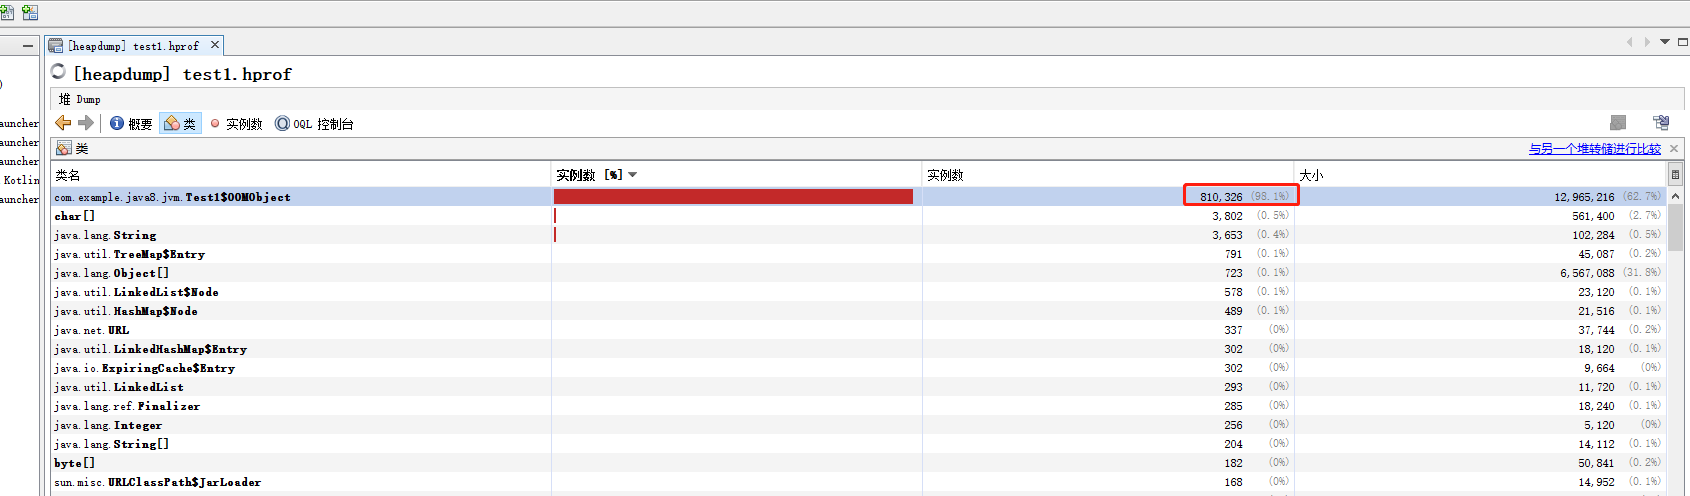 [heapdump] test1.hprof
[heapdump] test1.hprof
)
堆 Dump
auncher
auncher
auncher
Kotlin
auncher
概要 类 实例数 OQL 控制台
类 与另一个堆转储进行比较
类名 实例数 [%] 实例数 大小
com.example.java8.jvm.Test1$OOMObject 810,326 (98.1%) 12,965,216 (62.7%)
char[] 3,802 (0.5%) 561,400 (2.7%)
java.lang.String 3,653 (0.4%) 102,284 (0.5%)
java.util.TreeMap$Entry 791 (0.1%) 45,087 (0.2%)
java.lang.Object[] 723 (0.1%) 6,567,088 (31.8%)
java.util.LinkedList$Node 578 (0.1%) 23,120 (0.1%)
java.util.HashMap$Node 489 (0.1%) 21,516 (0.1%)
java.net.URL 337 (0%) 37,744 (0.2%)
java.util.LinkedHashMap$Entry 302 (0%) 18,120 (0.1%)
java.io.ExpiringCache$Entry 302 (0%) 9,664 (0%)
java.util.LinkedList 293 (0%) 11,720 (0.1%)
java.lang.ref.Finalizer 285 (0%) 18,240 (0.1%)
java.lang.Integer 256 (0%) 5,120 (0%)
java.lang.String[] 204 (0%) 14,112 (0.1%)
byte[] 182 (0%) 50,841 (0.2%)
sun.misc.URLClassPath$JarLoader 168 (0%) 14,952 (0.1%)